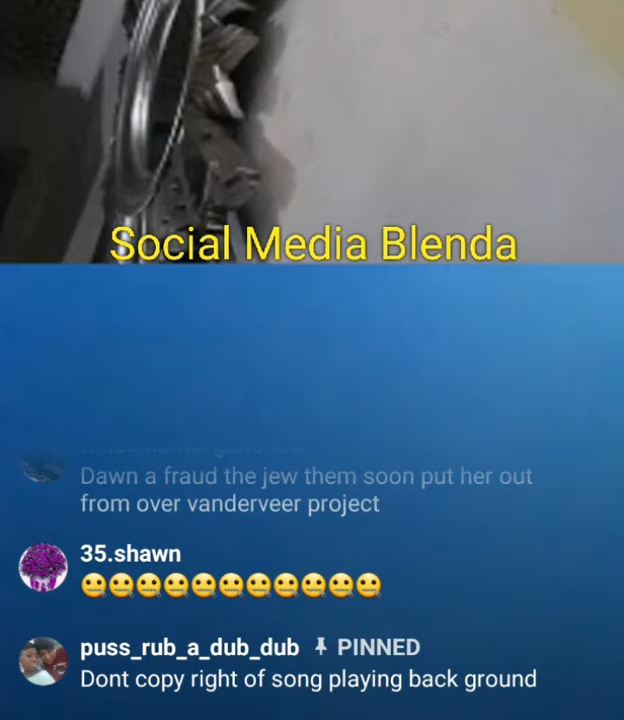 Social Media Blenda
Dawn a fraud the jew them soon put her out
from over vanderveer project
35.shawn
🤐🤐🤐🤐🤐🤐🤐🤐🤐🤐🤐
puss_rub_a_dub_dub PINNED
Dont copy right of song playing back ground